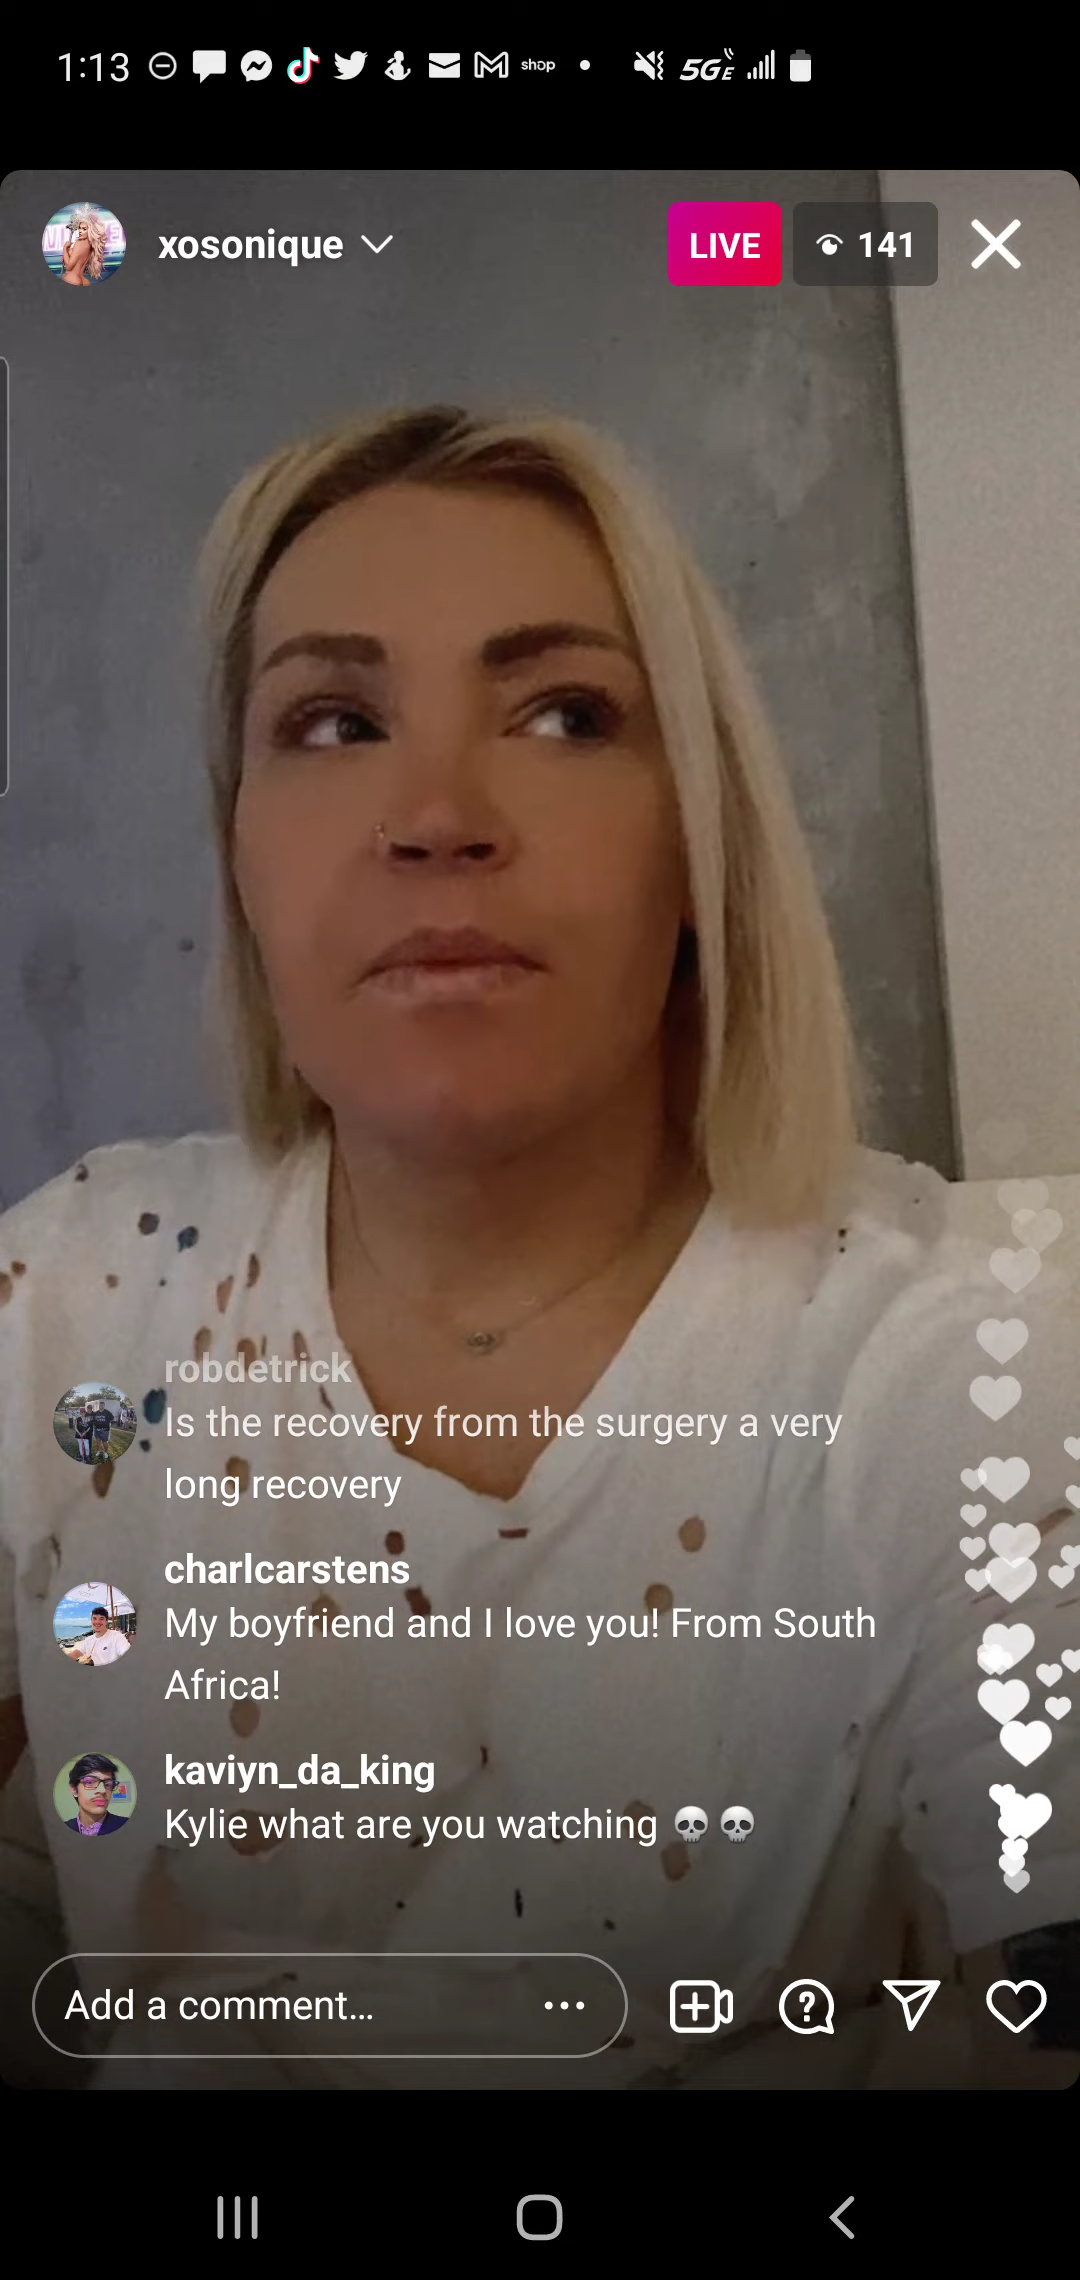 1:13 shop 5GE
xosonique LIVE 141
robdetrick
Is the recovery from the surgery a very
long recovery
charlcarstens
My boyfriend and I love you! From South
Africa!
kaviyn_da_king
Kylie what are you watching 💀💀
Add a comment...